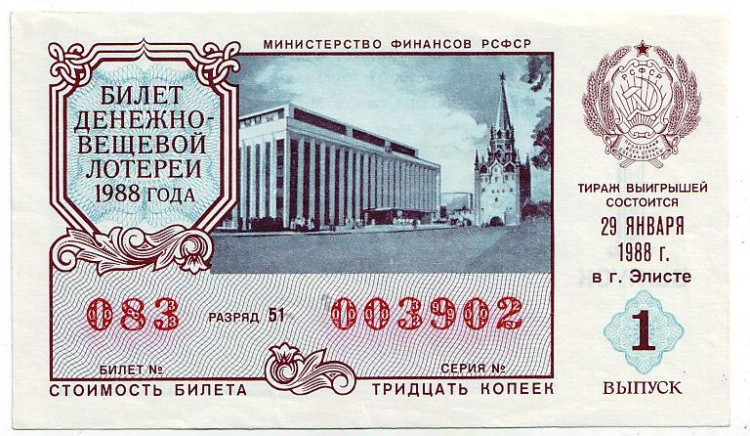 МИНИСТЕРСТВО ФИНАНСОВ РСФСР
БИЛЕТ
ДЕНЕЖНО-
ВЕЩЕВОЙ
ЛОТЕРЕИ
1988 ГОДА
РСФСР
ТИРАЖ ВЫИГРЫШЕЙ
СОСТОИТСЯ
29 ЯНВАРЯ
1988 г.
в г. Элисте
083 РАЗРЯД 51 003902
БИЛЕТ № СЕРИЯ №
1
СТОИМОСТЬ БИЛЕТА ТРИДЦАТЬ КОПЕЕК
ВЫПУСК